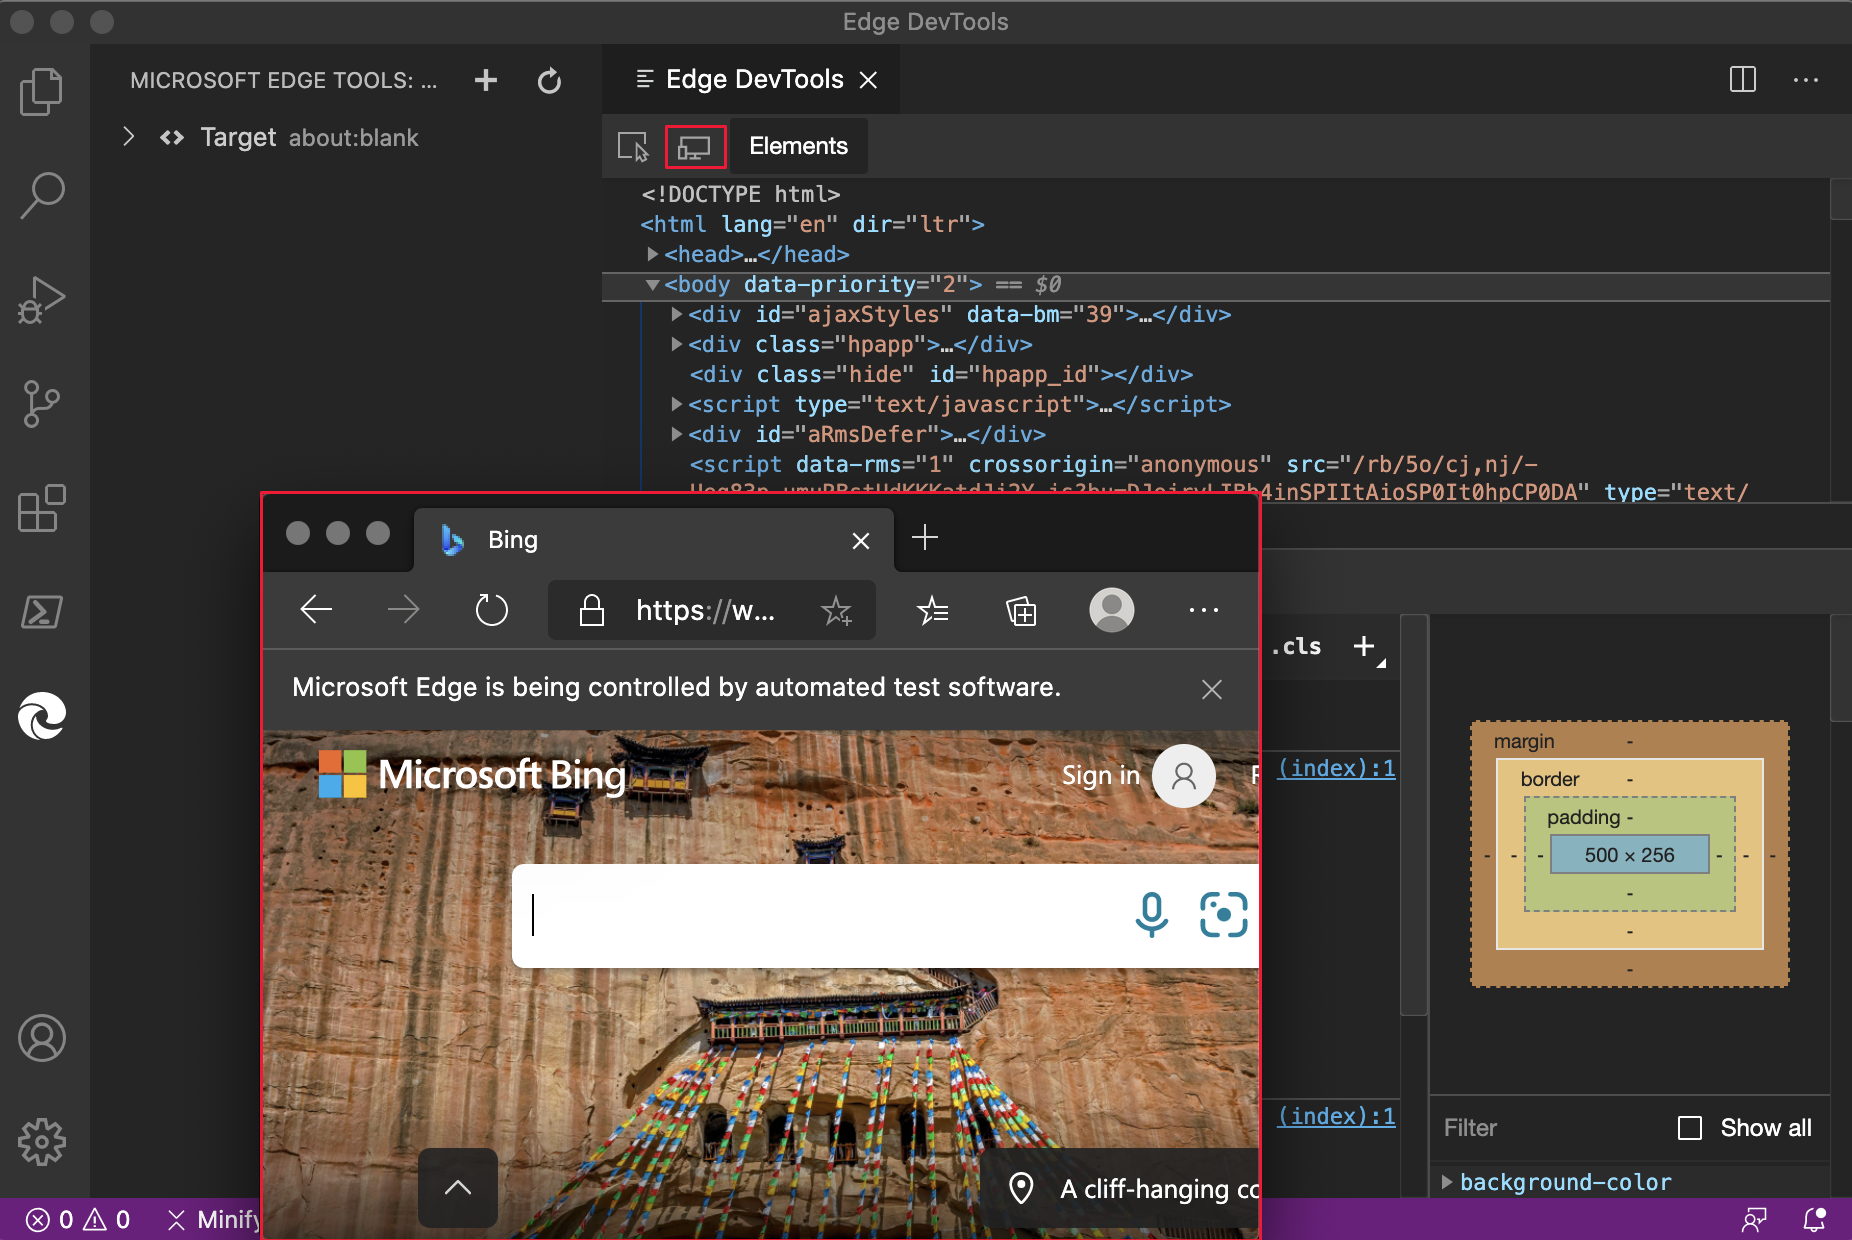 Edge DevTools
MICROSOFT EDGE TOOLS: ...
Target about:blank
Edge DevTools
Elements
<!DOCTYPE html>
<html lang="en" dir="ltr">
<head>…</head>
<body data-priority="2"> == $0
<div id="ajaxStyles" data-bm="39">…</div>
<div class="hpapp">…</div>
<div class="hide" id="hpapp_id"></div>
<script type="text/javascript">…</script>
<div id="aRmsDefer">…</div>
<script data-rms="1" crossorigin="anonymous" src="/rb/5o/cj,nj/-
4inSPIItAioSP0It0hpCP0DA" type="text/
Bing
https://w...
Microsoft Edge is being controlled by automated test software.
Microsoft Bing
Sign in
A cliff-hanging co
.cls
(index):1
(index):1
margin -
border -
padding -
- - - 500 × 256 - - -
-
-
-
Filter
Show all
background-color
0 0 Minify